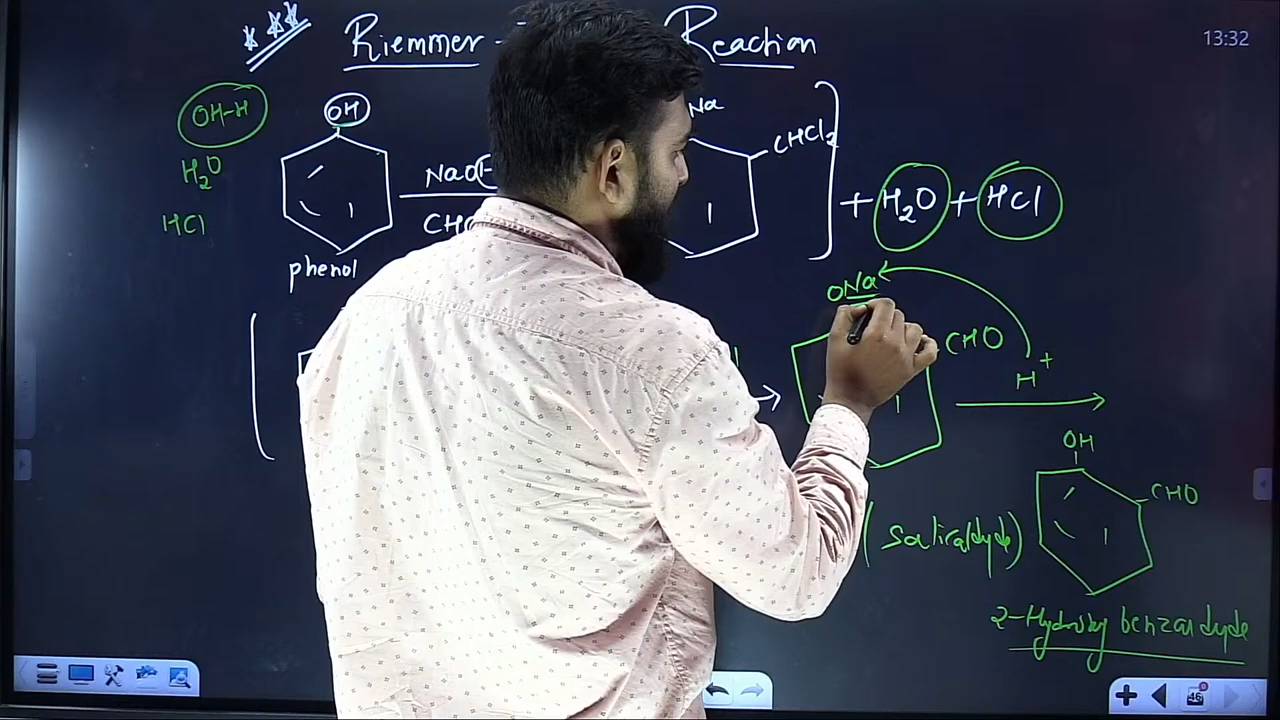 Riemmer - Reaction
13:32
OH-H
H2O
HCl
OH
phenol
Na
CHCl2
+ H2O + HCl
ONa
CHO
H+
OH
CHO
(Salicaldyde)
2-Hydroxy benzaldyde
46